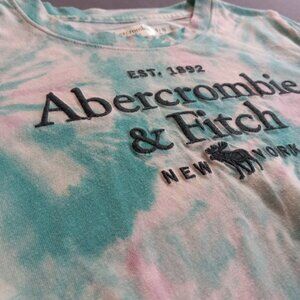 EST. 1892
Abercrombie
& Fitch
NEW YORK